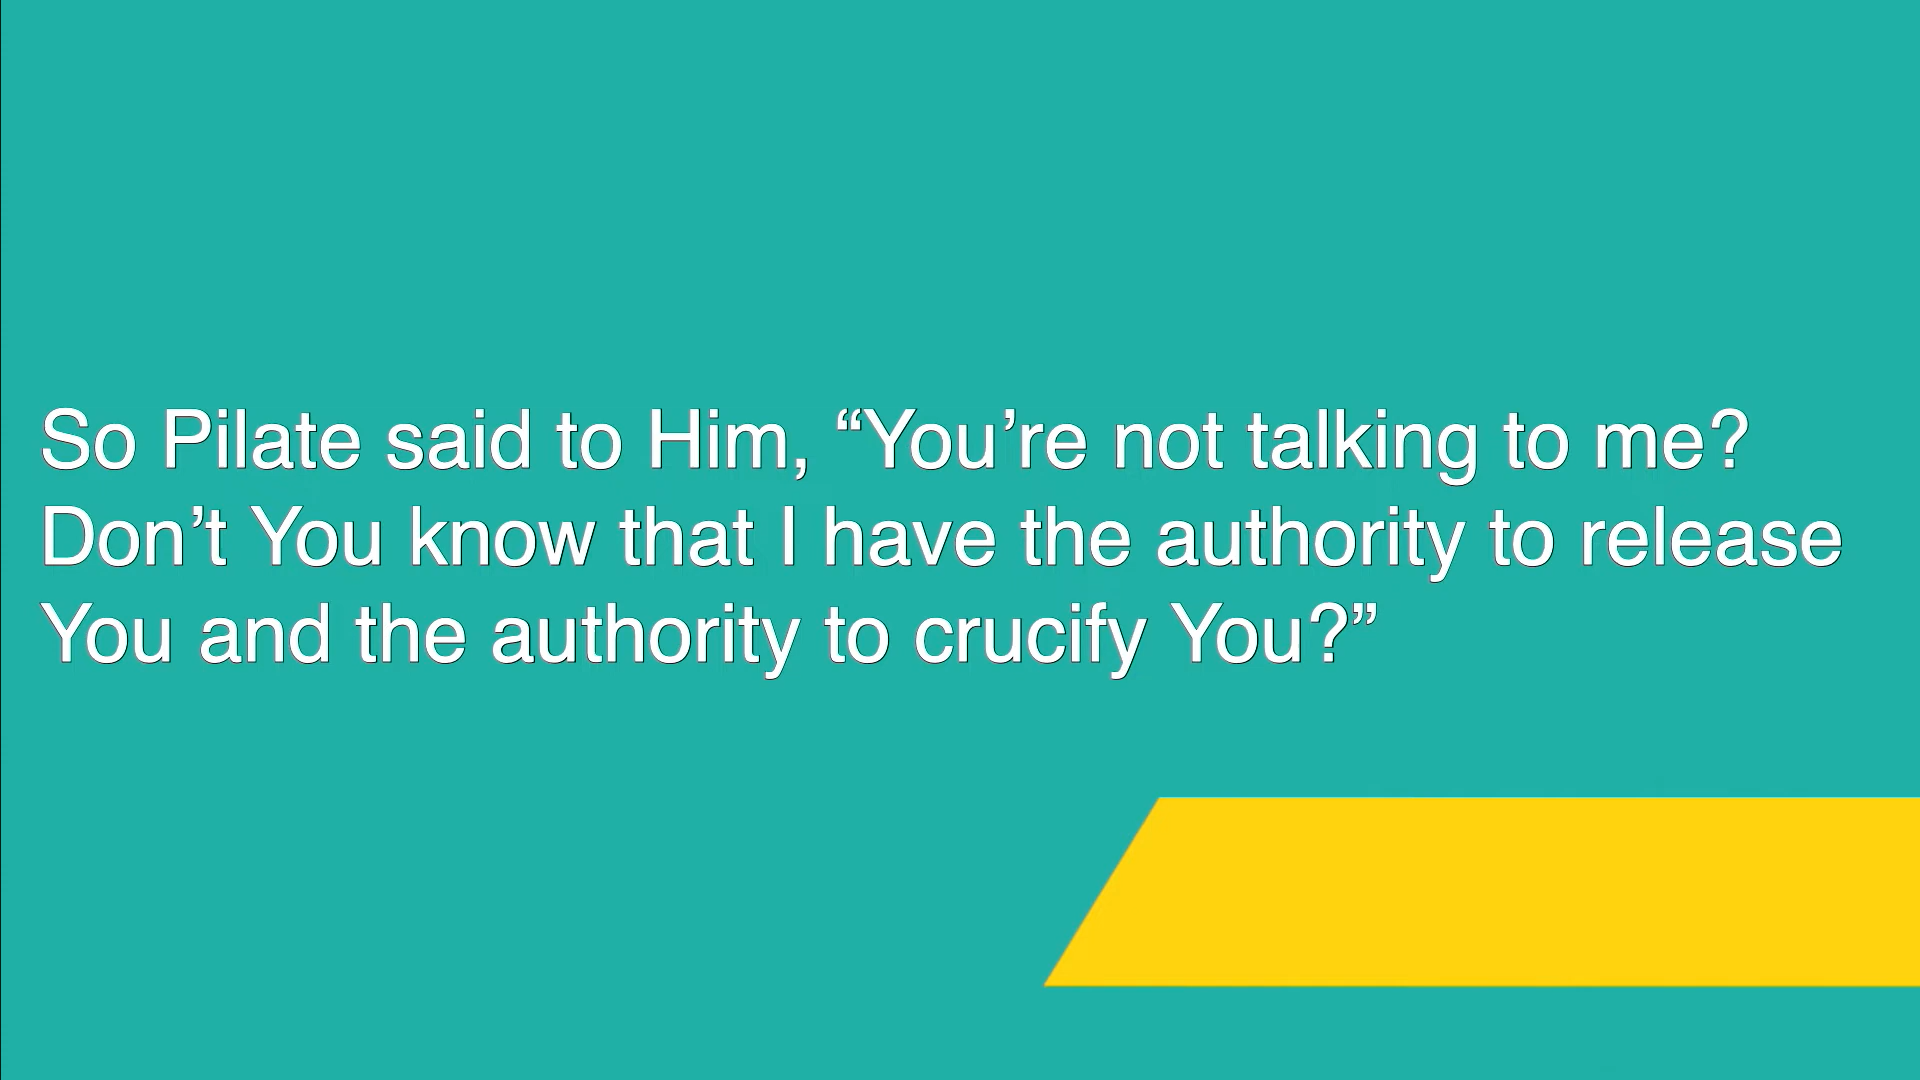 So Pilate said to Him, “You’re not talking to me?
Don’t You know that I have the authority to release
You and the authority to crucify You?”